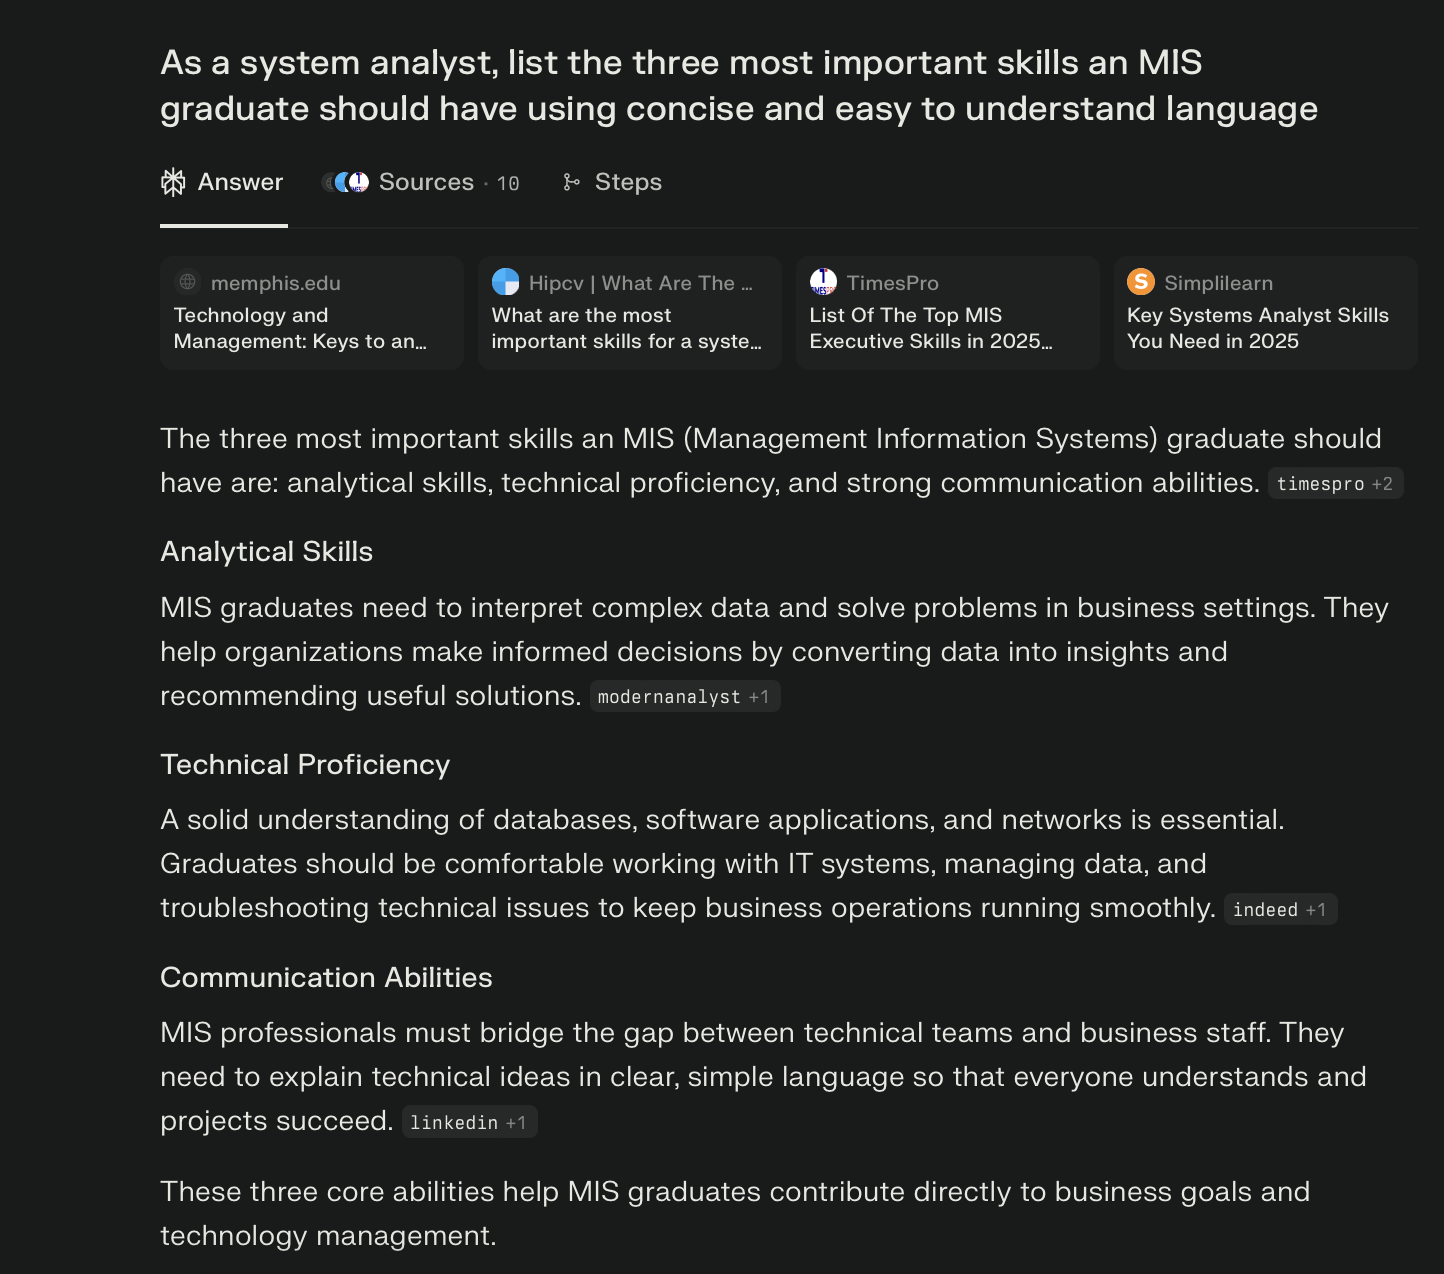 As a system analyst, list the three most important skills an MIS
graduate should have using concise and easy to understand language
Answer
Sources · 10
Steps
memphis.edu
Technology and
Management: Keys to an...
Hipcv | What Are The ...
What are the most
important skills for a syste...
TimesPro
List Of The Top MIS
Executive Skills in 2025...
S Simplilearn
Key Systems Analyst Skills
You Need in 2025
The three most important skills an MIS (Management Information Systems) graduate should
have are: analytical skills, technical proficiency, and strong communication abilities. timespro +2
Analytical Skills
MIS graduates need to interpret complex data and solve problems in business settings. They
help organizations make informed decisions by converting data into insights and
recommending useful solutions. modernanalyst +1
Technical Proficiency
A solid understanding of databases, software applications, and networks is essential.
Graduates should be comfortable working with IT systems, managing data, and
troubleshooting technical issues to keep business operations running smoothly. indeed +1
Communication Abilities
MIS professionals must bridge the gap between technical teams and business staff. They
need to explain technical ideas in clear, simple language so that everyone understands and
projects succeed. linkedin +1
These three core abilities help MIS graduates contribute directly to business goals and
technology management.